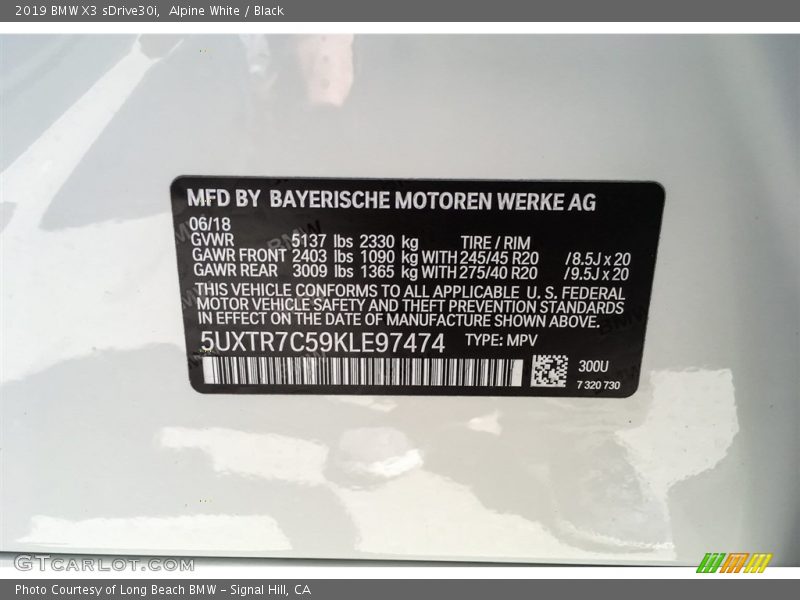 2019 BMW X3 sDrive30i,  Alpine White / Black
MFD BY BAYERISCHE MOTOREN WERKE AG
06/18
GVWR 5137 lbs 2330 kg TIRE / RIM
GAWR FRONT 2403 lbs 1090 kg WITH 245/45 R20 /8.5J x 20
GAWR REAR 3009 lbs 1365 kg WITH 275/40 R20 /9.5J x 20
THIS VEHICLE CONFORMS TO ALL APPLICABLE U.S. FEDERAL
MOTOR VEHICLE SAFETY AND THEFT PREVENTION STANDARDS
IN EFFECT ON THE DATE OF MANUFACTURE SHOWN ABOVE.
5UXTR7C59KLE97474 TYPE: MPV
300U
7 320 730
GTCARLOT.COM
Photo Courtesy of Long Beach BMW - Signal Hill, CA